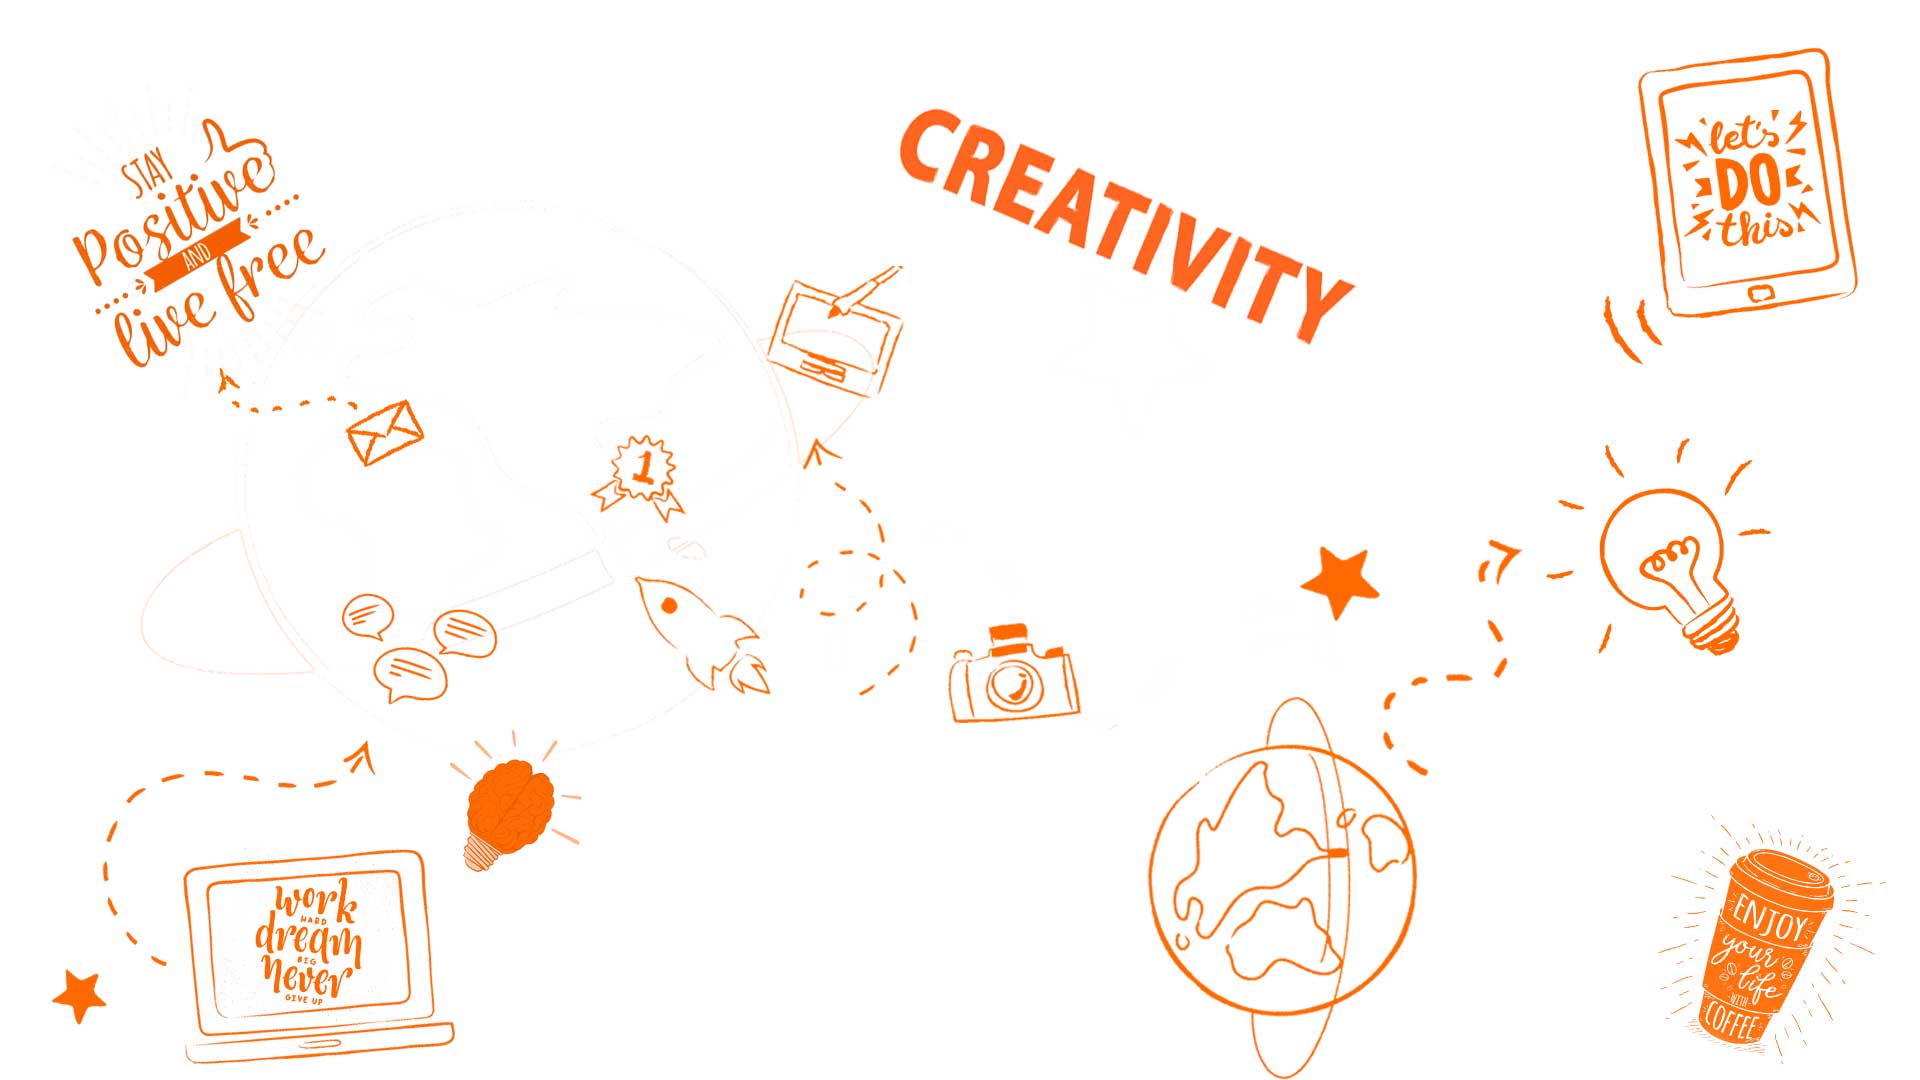 STAY
Positive
AND
live free
CREATIVITY
let's
DO
this
1
work
HARD
dream
BIG
never
GIVE UP
ENJOY
your
life
WITH
COFFEE